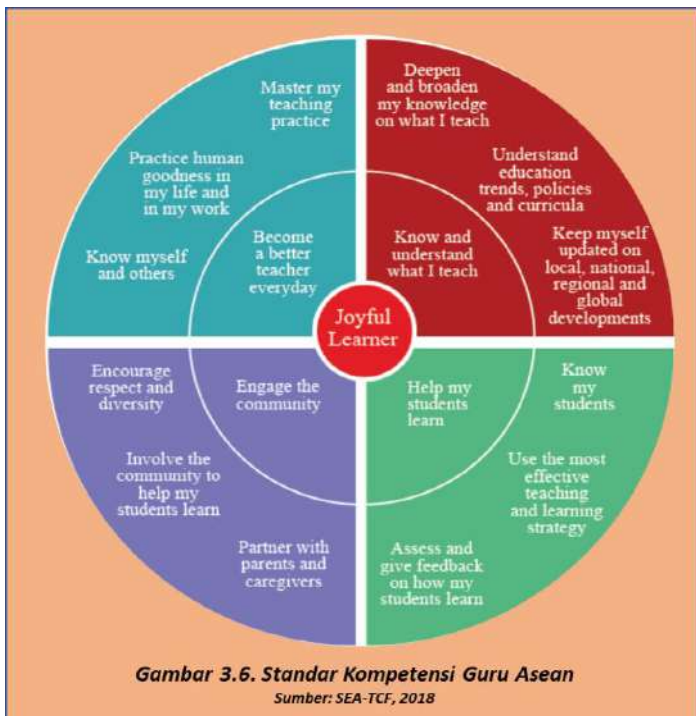 Master my
teaching
practice
Practice human
goodness in
my life and
in my work
Know myself
and others
Become
a better
teacher
everyday
Deepen
and broaden
my knowledge
on what I teach
Understand
education
trends, policies
and curricula
Keep myself
updated on
local, national,
regional and
global
developments
Know and
understand
what I teach
Joyful
Learner
Encourage
respect and
diversity
Engage the
community
Involve the
community to
help my
students learn
Partner with
parents and
caregivers
Help my
students
learn
Know
my
students
Use the most
effective
teaching
and learning
strategy
Assess and
give feedback
on how my
students learn
Gambar 3.6. Standar Kompetensi Guru Asean
Sumber: SEA-TCF, 2018